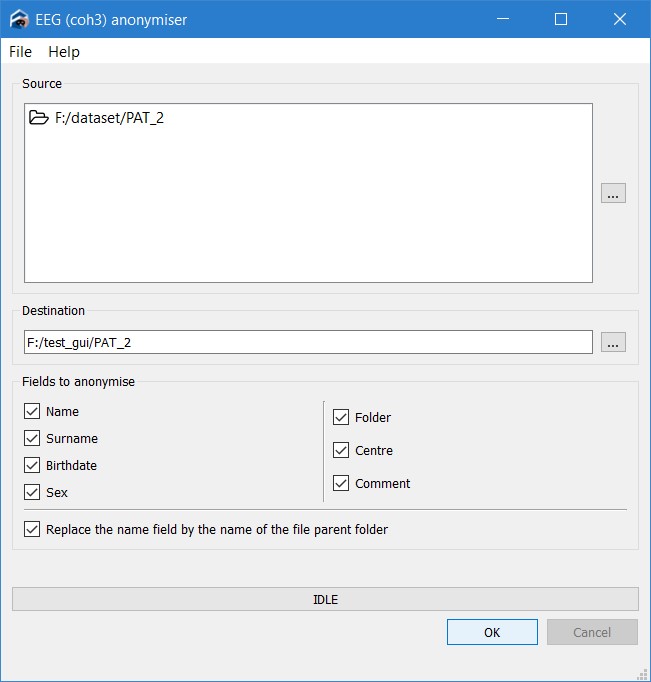 EEG (coh3) anonymiser
File Help
Source
F:/dataset/PAT_2
...
Destination
F:/test_gui/PAT_2
...
Fields to anonymise
Name
Surname
Birthdate
Sex
Folder
Centre
Comment
Replace the name field by the name of the file parent folder
IDLE
OK Cancel